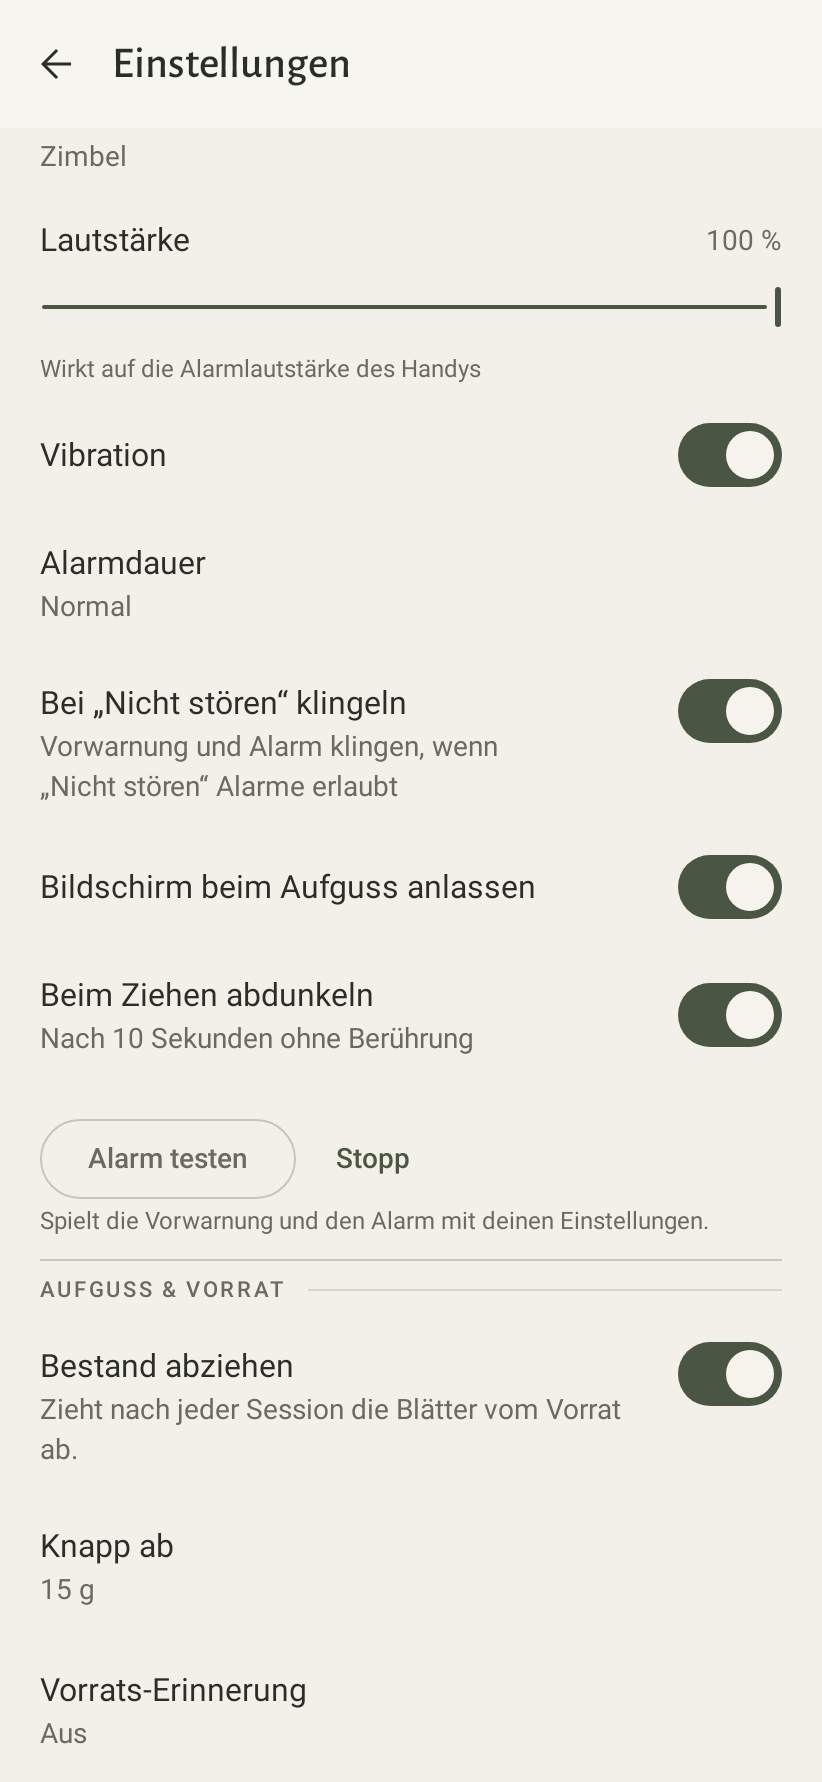 Einstellungen
Zimbel
Lautstärke 100 %
Wirkt auf die Alarmlautstärke des Handys
Vibration
Alarmdauer
Normal
Bei „Nicht stören“ klingeln
Vorwarnung und Alarm klingen, wenn
„Nicht stören“ Alarme erlaubt
Bildschirm beim Aufguss anlassen
Beim Ziehen abdunkeln
Nach 10 Sekunden ohne Berührung
Alarm testen Stopp
Spielt die Vorwarnung und den Alarm mit deinen Einstellungen.
AUFGUSS & VORRAT
Bestand abziehen
Zieht nach jeder Session die Blätter vom Vorrat
ab.
Knapp ab
15 g
Vorrats-Erinnerung
Aus